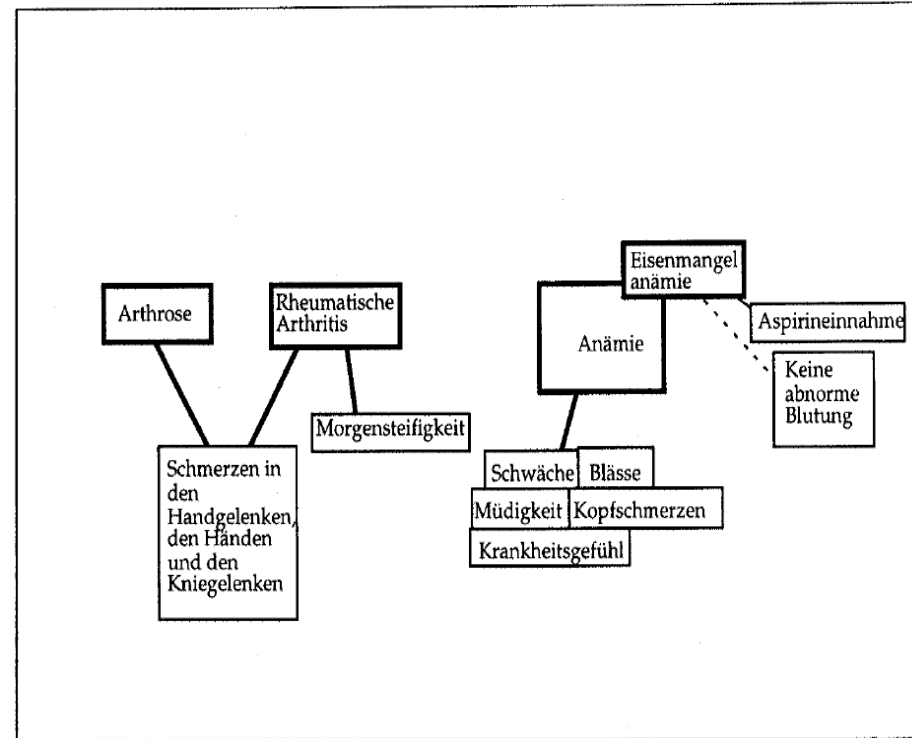 Arthrose
Rheumatische
Arthritis
Morgensteifigkeit
Schmerzen in
den
Handgelenken,
den Händen
und den
Kniegelenken
Eisenmangel
anämie
Anämie
Aspirineinnahme
Keine
abnorme
Blutung
Schwäche
Blässe
Müdigkeit
Kopfschmerzen
Krankheitsgefühl